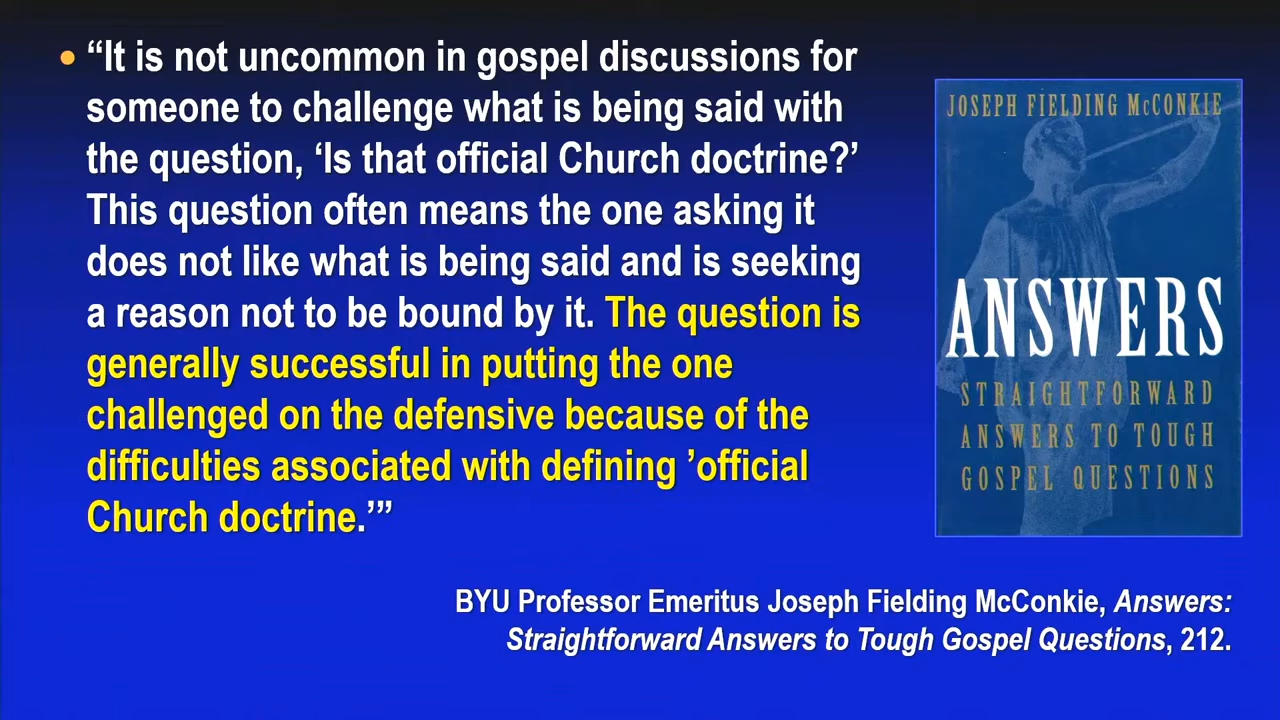 • “It is not uncommon in gospel discussions for
someone to challenge what is being said with
the question, ‘Is that official Church doctrine?’
This question often means the one asking it
does not like what is being said and is seeking
a reason not to be bound by it. The question is
generally successful in putting the one
challenged on the defensive because of the
difficulties associated with defining ’official
Church doctrine.’”
JOSEPH FIELDING McCONKIE
ANSWERS
STRAIGHTFORWARD
ANSWERS TO TOUGH
GOSPEL QUESTIONS
BYU Professor Emeritus Joseph Fielding McConkie, Answers:
Straightforward Answers to Tough Gospel Questions, 212.